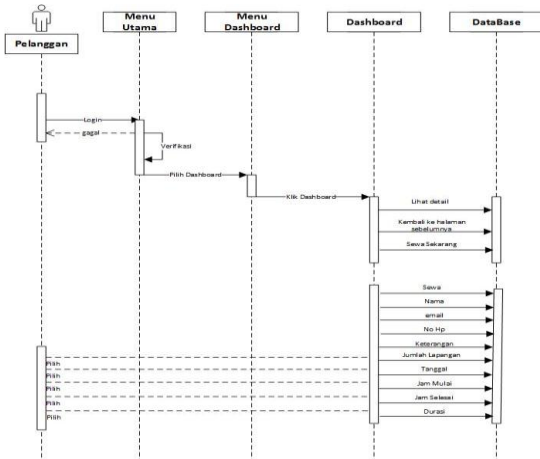 Pelanggan
Menu
Utama
Menu
Dashboard
Dashboard
DataBase
Login
gagal
Verifikasi
Pilih Dashboard
Klik Dashboard
Lihat detail
Kembali ke halaman
sebelumnya
Sewa Sekarang
Sewa
Nama
email
No Hp
Keterangan
Jumlah Lapangan
Pilih
Tanggal
Pilih
Jam Mulai
Pilih
Jam Selesai
Pilih
Durasi
Pilih